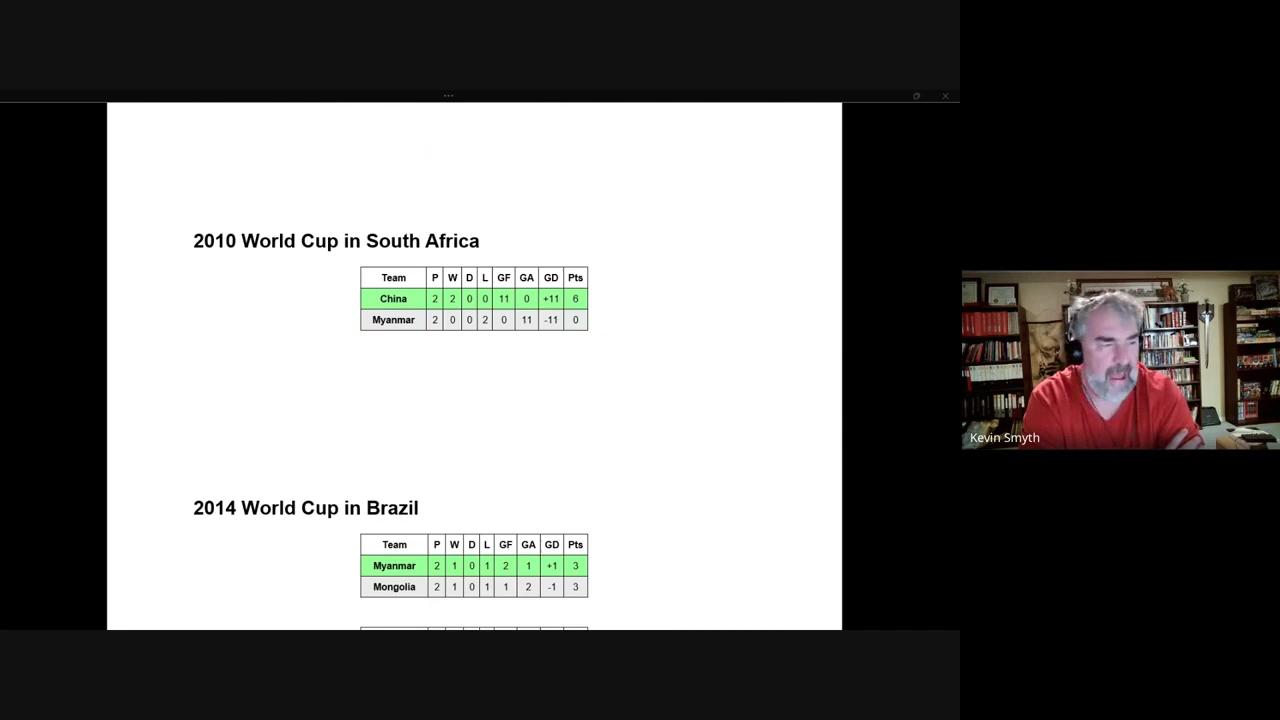 2010 World Cup in South Africa
Team P W D L GF GA GD Pts
China 2 2 0 0 11 0 +11 6
Myanmar 2 0 0 2 0 11 -11 0
2014 World Cup in Brazil
Team P W D L GF GA GD Pts
Myanmar 2 1 0 1 2 1 +1 3
Mongolia 2 1 0 1 1 2 -1 3
Kevin Smyth